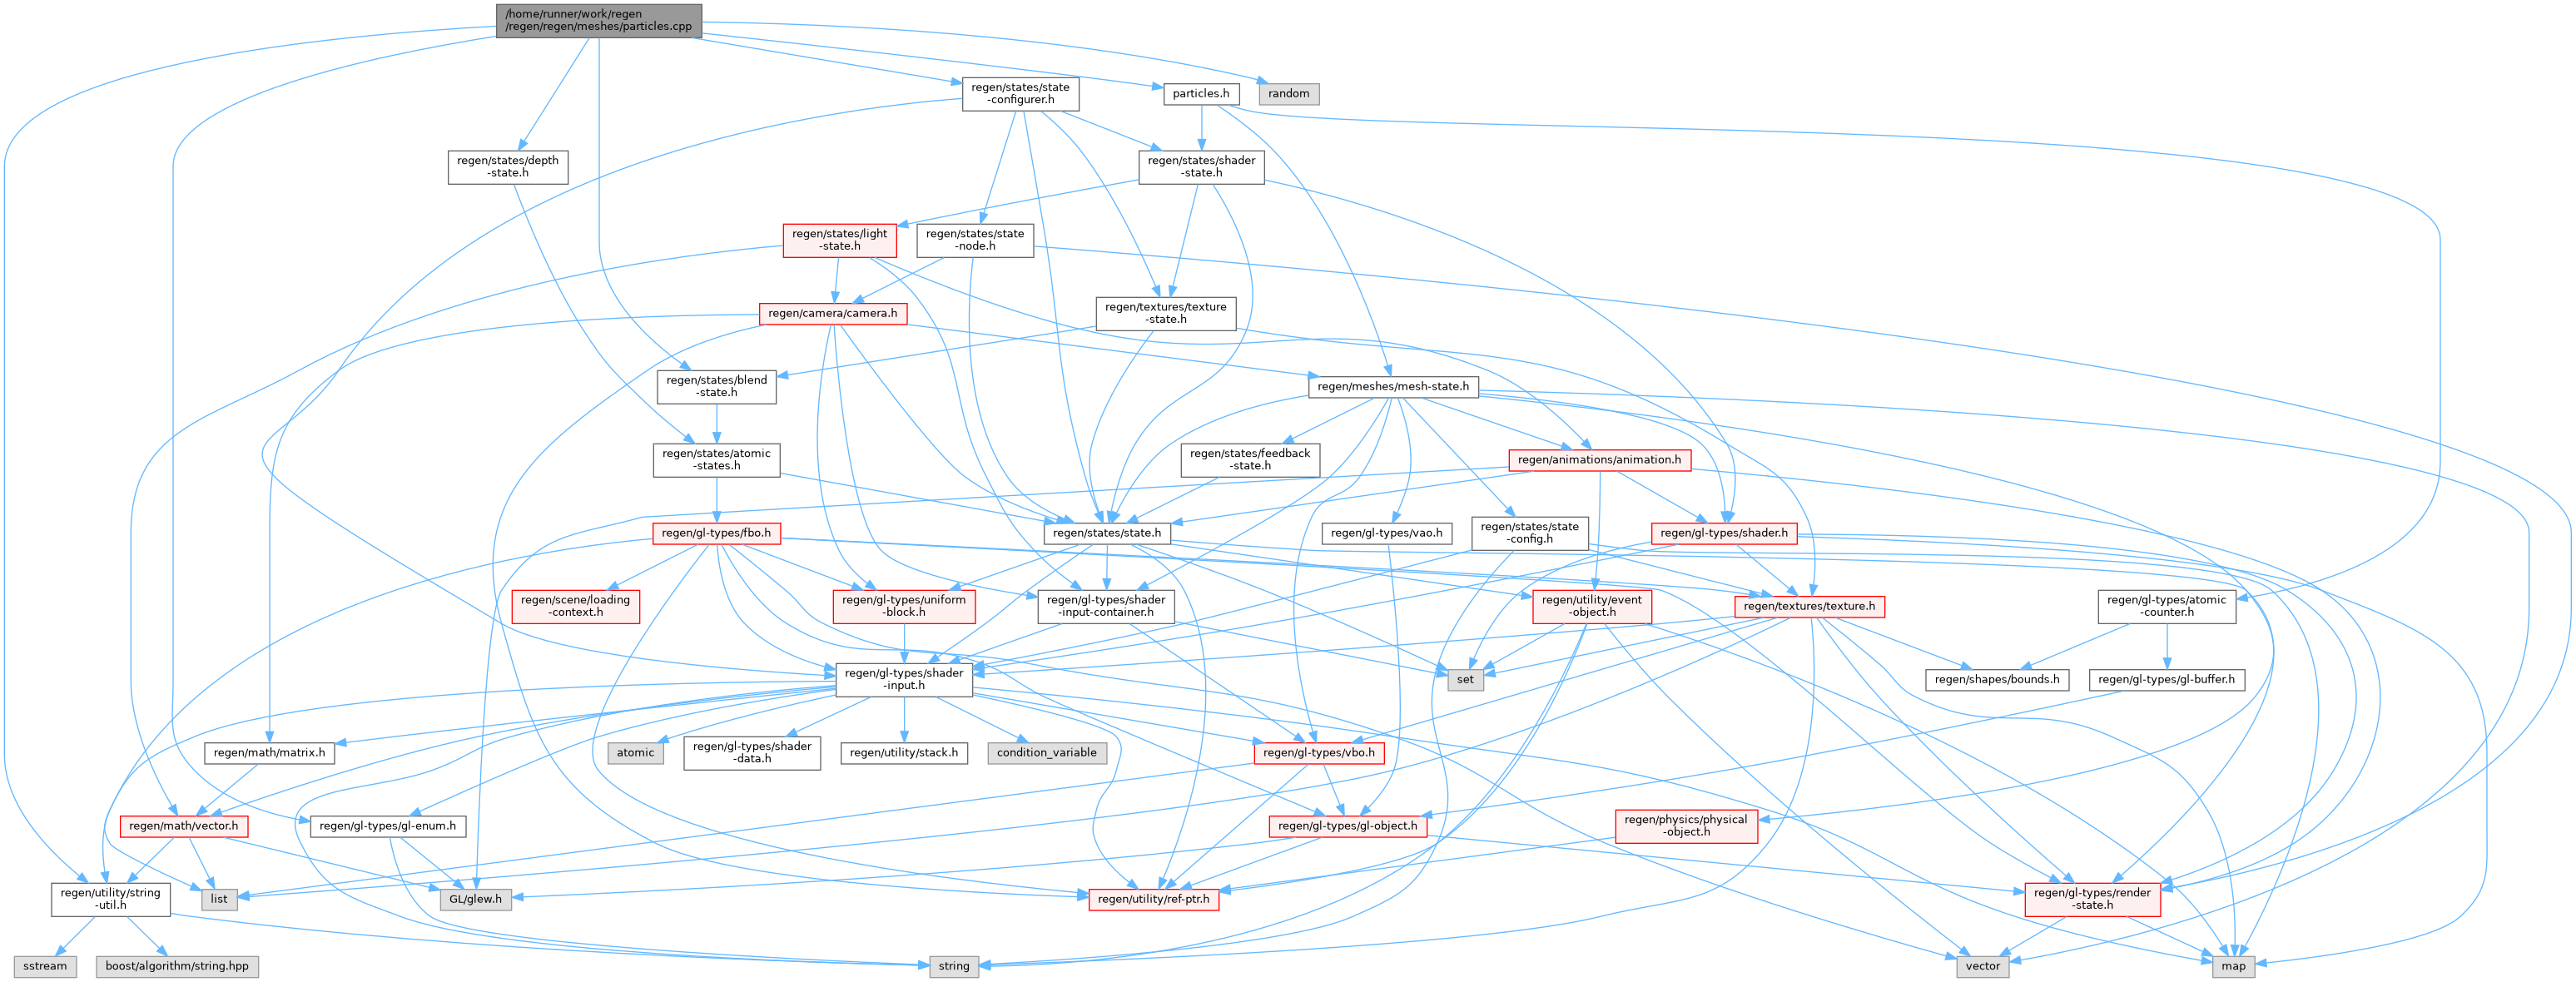 /home/runner/work/regen
/regen/regen/meshes/particles.cpp
regen/states/state
-configurer.h
particles.h
random
regen/states/depth
-state.h
regen/states/shader
-state.h
regen/states/light
-state.h
regen/states/state
-node.h
regen/camera/camera.h
regen/textures/texture
-state.h
regen/states/blend
-state.h
regen/meshes/mesh-state.h
regen/states/atomic
-states.h
regen/states/feedback
-state.h
regen/animations/animation.h
regen/gl-types/fbo.h
regen/states/state.h
regen/gl-types/vao.h
regen/states/state
-config.h
regen/gl-types/shader.h
regen/scene/loading
-context.h
regen/gl-types/uniform
-block.h
regen/gl-types/shader
-input-container.h
regen/utility/event
-object.h
regen/textures/texture.h
regen/gl-types/atomic
-counter.h
regen/gl-types/shader
-input.h
set
regen/shapes/bounds.h
regen/gl-types/gl-buffer.h
regen/math/matrix.h
atomic
regen/gl-types/shader
-data.h
regen/utility/stack.h
condition_variable
regen/gl-types/vbo.h
regen/math/vector.h
regen/gl-types/gl-enum.h
regen/gl-types/gl-object.h
regen/physics/physical
-object.h
regen/utility/string
-util.h
list
GL/glew.h
regen/utility/ref-ptr.h
regen/gl-types/render
-state.h
sstream
boost/algorithm/string.hpp
string
vector
map